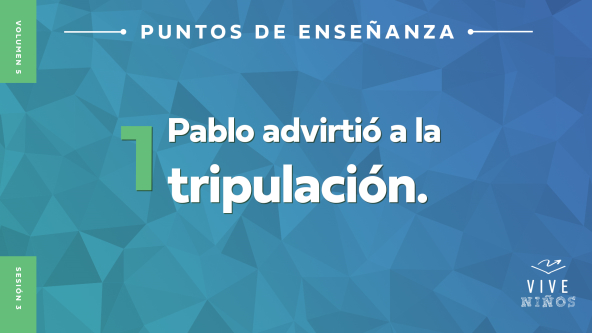 VOLUMEN 5
PUNTOS DE ENSEÑANZA
1
Pablo advirtió a la
tripulación.
SESIÓN 3
VIVE
NIÑOS